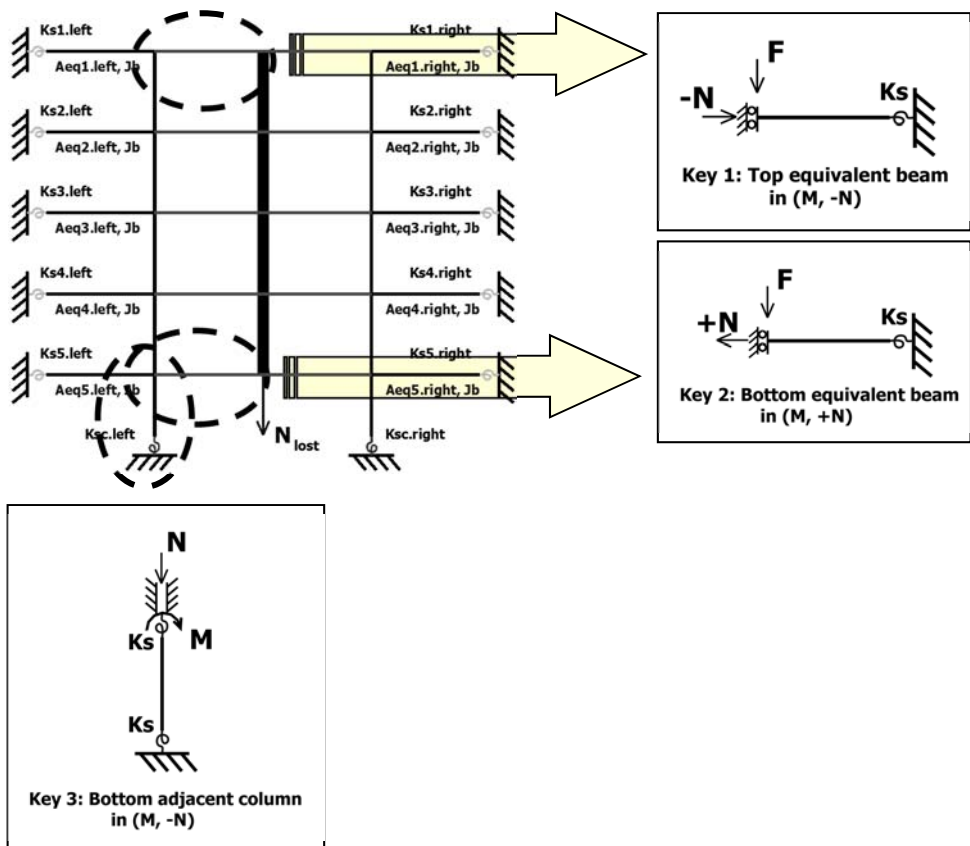 Ks1.left
Ks1.right
Aeq1.left, Jb
Aeq1.right, Jb
Ks2.left
Ks2.right
Aeq2.left, Jb
Aeq2.right, Jb
Ks3.left
Ks3.right
Aeq3.left, Jb
Aeq3.right, Jb
Ks4.left
Ks4.right
Aeq4.left, Jb
Aeq4.right, Jb
Ks5.left
Ks5.right
Aeq5.left, Jb
Aeq5.right, Jb
Ksc.left
N lost
Ksc.right
F
-N
Ks
Key 1: Top equivalent beam
in (M, -N)
F
+N
Ks
Key 2: Bottom equivalent beam
in (M, +N)
N
Ks
M
Ks
Key 3: Bottom adjacent column
in (M, -N)